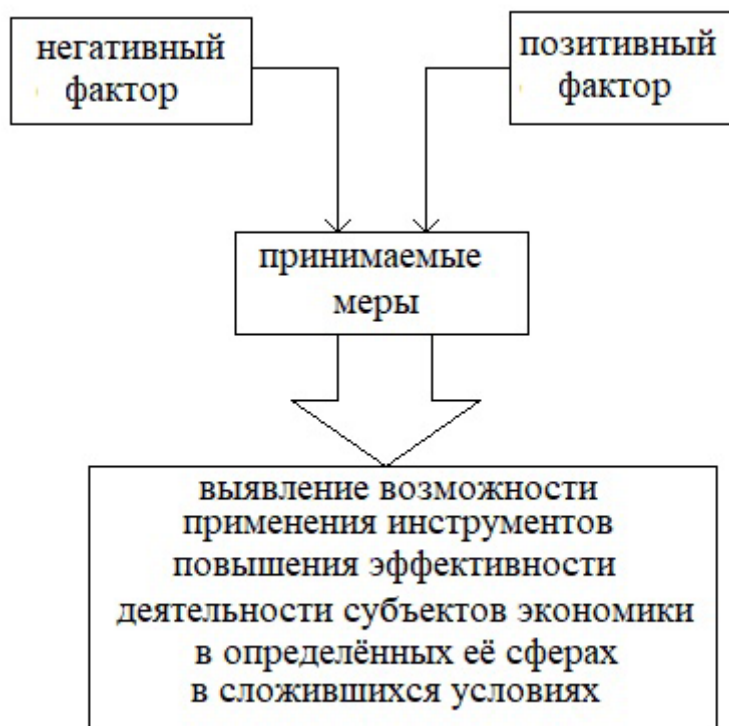 негативный
фактор
позитивный
фактор
принимаемые
меры
выявление возможности
применения инструментов
повышения эффективности
деятельности субъектов экономики
в определённых её сферах
в сложившихся условиях